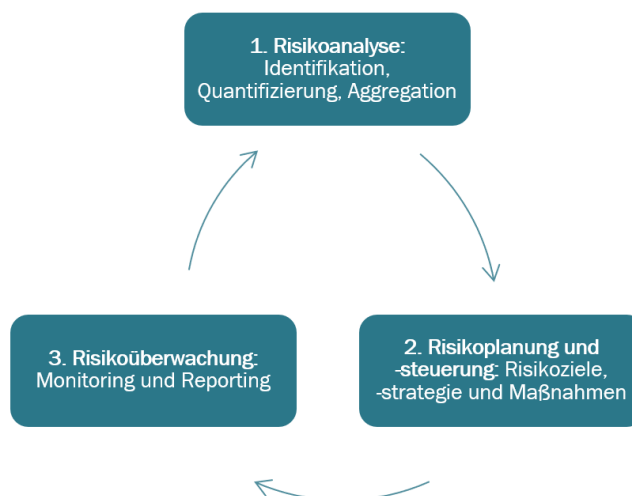 1. Risikoanalyse:
Identifikation,
Quantifizierung, Aggregation
2. Risikoplanung und
-steuerung: Risikoziele,
-strategie und Maßnahmen
3. Risikoüberwachung:
Monitoring und Reporting